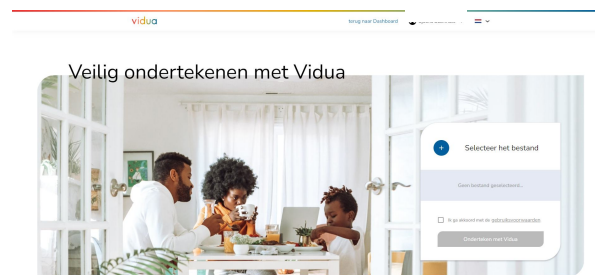 vidua
terug naar Dashboard
Veilig ondertekenen met Vidua
+
Selecteer het bestand
Geen bestand geselecteerd...
Ik ga akkoord met de gebruiksvoorwaarden
Onderteken met Vidua